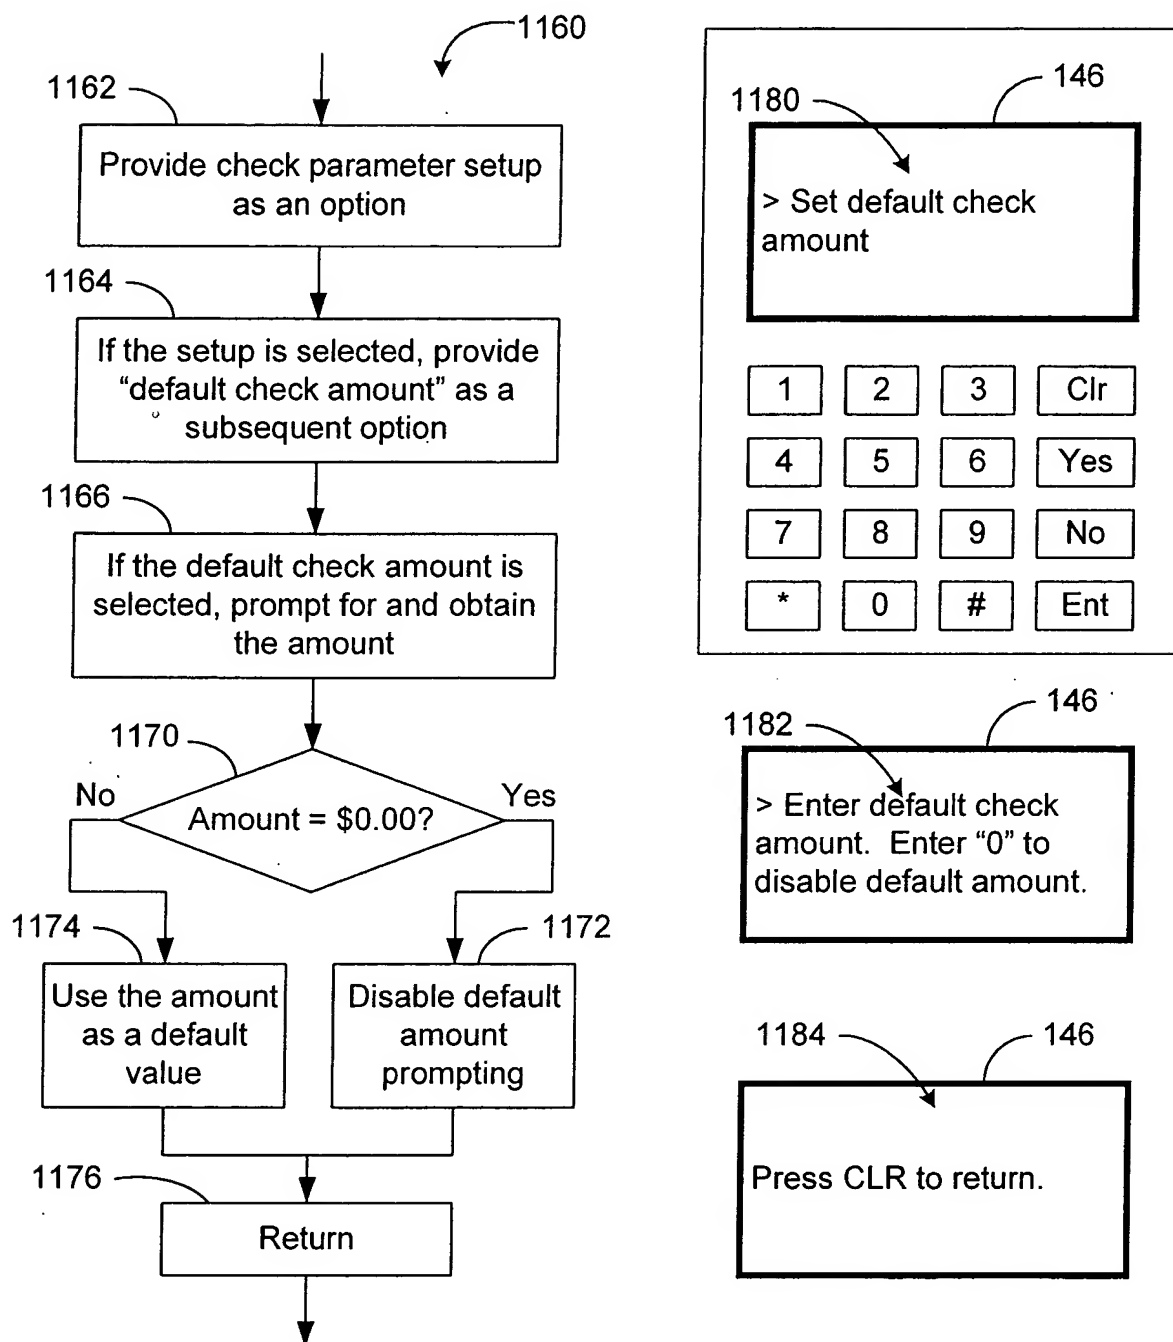 1160
1162
Provide check parameter setup
as an option
1164
If the setup is selected, provide
“default check amount” as a
subsequent option
1166
If the default check amount is
selected, prompt for and obtain
the amount
1170
No
Yes
Amount = $0.00?
1174
1172
Use the amount
as a default
value
Disable default
amount
prompting
1176
Return
1180
146
> Set default check
amount
1 2 3 Clr
4 5 6 Yes
7 8 9 No
* 0 # Ent
1182
146
> Enter default check
amount. Enter “0” to
disable default amount.
1184
146
Press CLR to return.